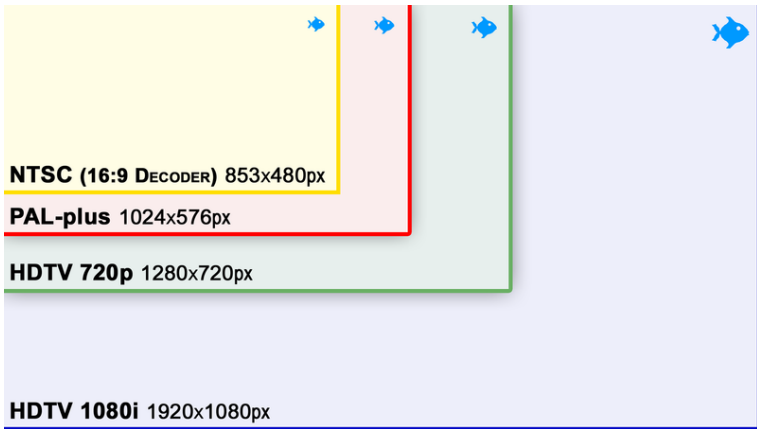 NTSC (16:9 Decoder) 853x480px
PAL-plus 1024x576px
HDTV 720p 1280x720px
HDTV 1080i 1920x1080px